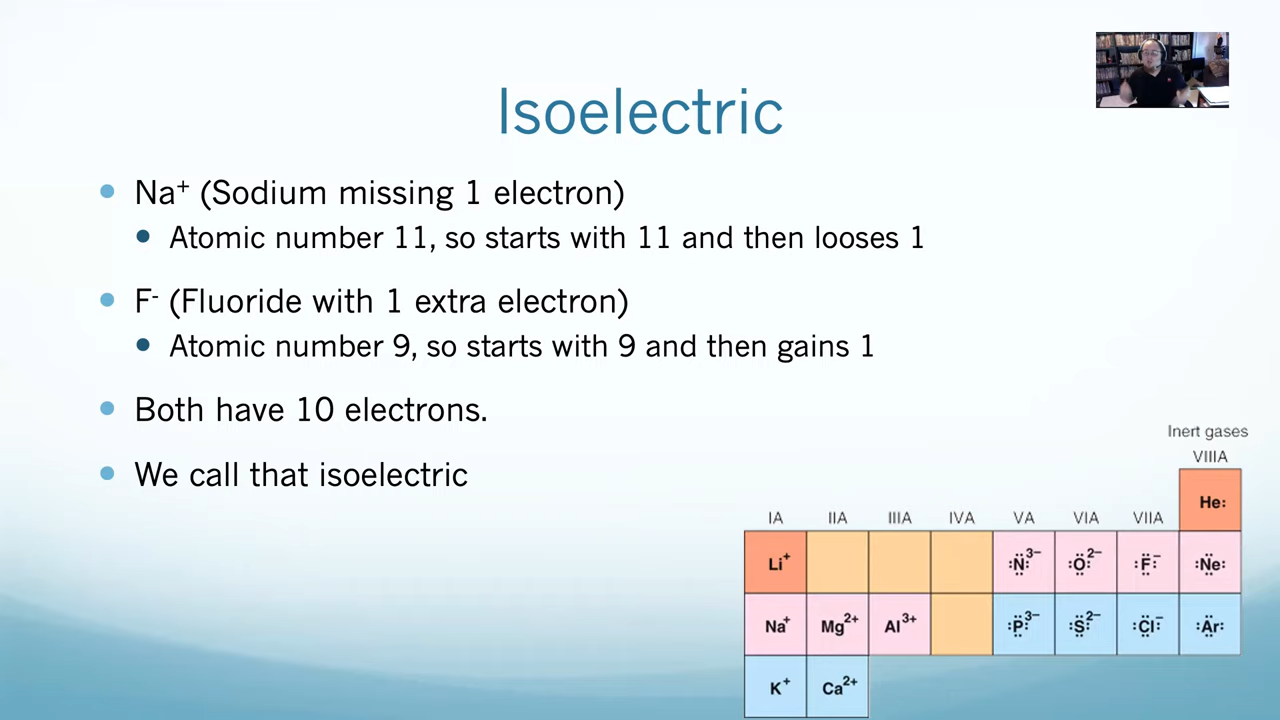 Isoelectric
Na⁺ (Sodium missing 1 electron)
Atomic number 11, so starts with 11 and then looses 1
F⁻ (Fluoride with 1 extra electron)
Atomic number 9, so starts with 9 and then gains 1
Both have 10 electrons.
We call that isoelectric
Inert gases
VIIIA
He:
IA IIA IIIA IVA VA VIA VIIA
Li⁺ :N̈:³⁻ :Ö:²⁻ :F̈:⁻ :N̈e:
Na⁺ Mg²⁺ Al³⁺ :P̈:³⁻ :S̈:²⁻ :C̈l:⁻ :Är:
K⁺ Ca²⁺